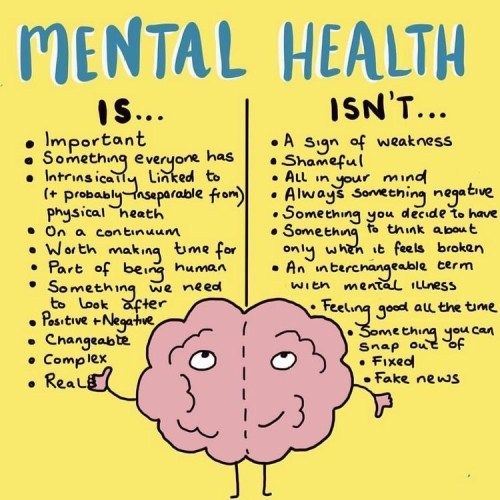 MENTAL HEALTH
IS...
• Important
• Something everyone has
• Intrinsically Linked to
(+ probably inseparable from)
physical heath
• On a continuum
• Worth making time for
• Part of being human
• Something we need
to look after
• Positive + Negative
• Changeable
• Complex
• Real
ISN'T...
• A sign of weakness
• Shameful
• All in your mind
• Always something negative
• Something you decide to have
• Something to think about
only when it feels broken
• An interchangeable term
with mental illness
• Feeling good all the time
• Something you can
snap out of
• Fixed
• Fake news